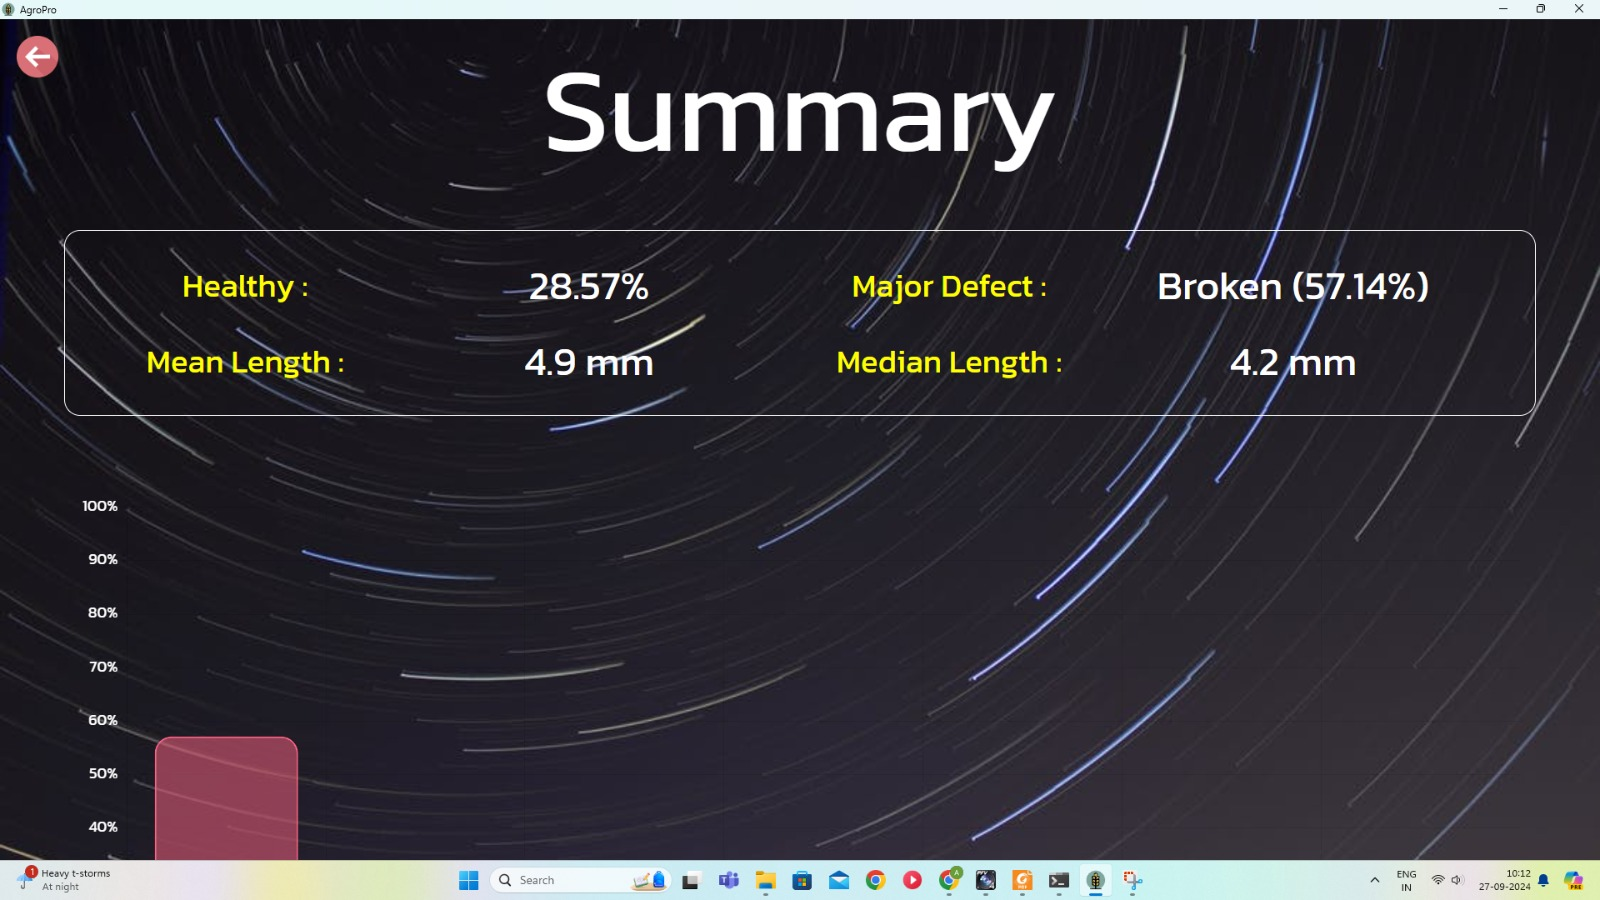 AgroPro
Summary
Healthy : 28.57% Major Defect : Broken (57.14%)
Mean Length : 4.9 mm Median Length : 4.2 mm
100%
90%
80%
70%
60%
50%
40%
1 Heavy t-storms
At night
Search
A
ENG
IN
10:12
27-09-2024
PRE